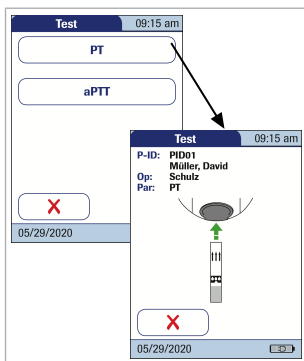 Test 09:15 am
PT
aPTT
05/29/2020
Test 09:15 am
P-ID: PID01
Müller, David
Op: Schulz
Par: PT
05/29/2020